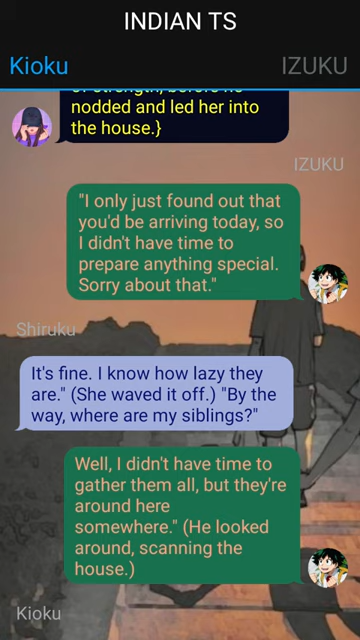 INDIAN TS
Kioku
IZUKU
nodded and led her into
the house.}
IZUKU
"I only just found out that
you'd be arriving today, so
I didn't have time to
prepare anything special.
Sorry about that."
Shiruku
It's fine. I know how lazy they
are." (She waved it off.) "By the
way, where are my siblings?"
Well, I didn't have time to
gather them all, but they're
around here
somewhere." (He looked
around, scanning the
house.)
Kioku